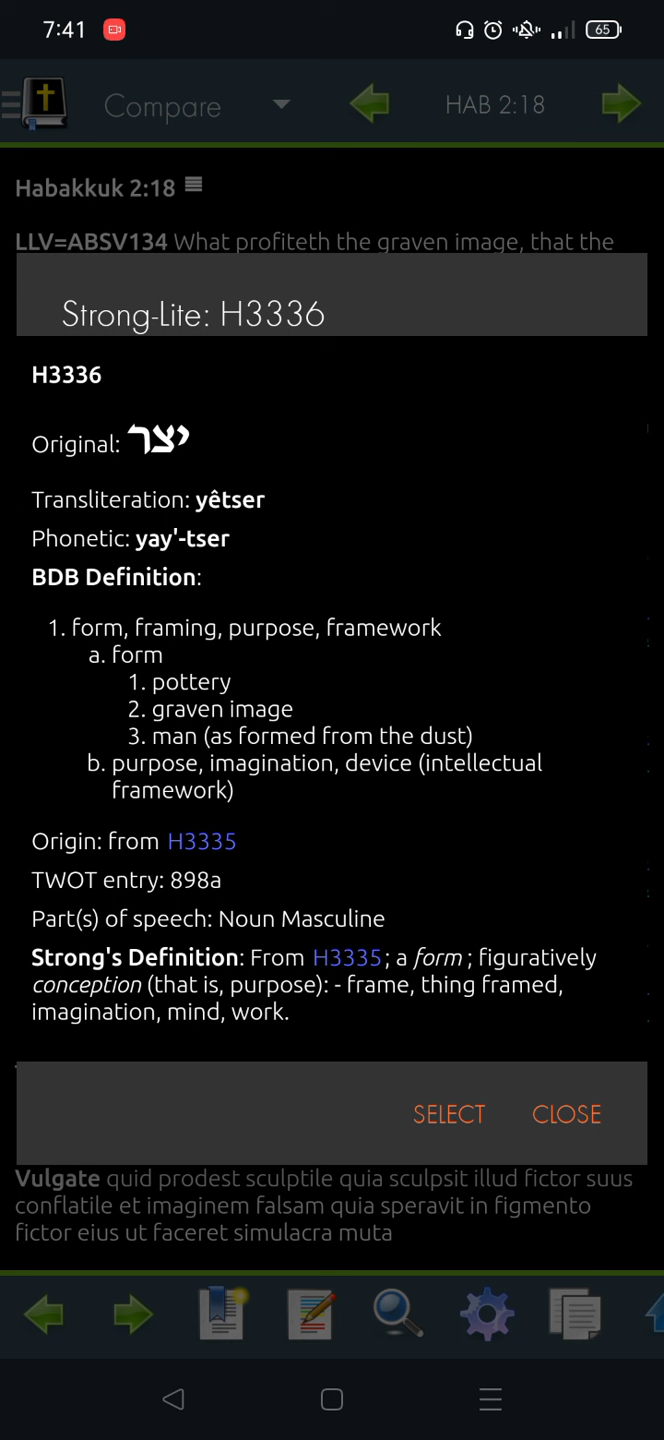 7:41 65
Compare HAB 2:18
Habakkuk 2:18
LLV=ABSV134 What profiteth the graven image, that the
Strong-Lite: H3336
H3336
Original: יצר
Transliteration: yêtser
Phonetic: yay'-tser
BDB Definition:
1. form, framing, purpose, framework
a. form
1. pottery
2. graven image
3. man (as formed from the dust)
b. purpose, imagination, device (intellectual
framework)
Origin: from H3335
TWOT entry: 898a
Part(s) of speech: Noun Masculine
Strong's Definition: From H3335; a form ; figuratively
conception (that is, purpose): - frame, thing framed,
imagination, mind, work.
SELECT CLOSE
Vulgate quid prodest sculptile quia sculpsit illud fictor suus
conflatile et imaginem falsam quia speravit in figmento
fictor eius ut faceret simulacra muta